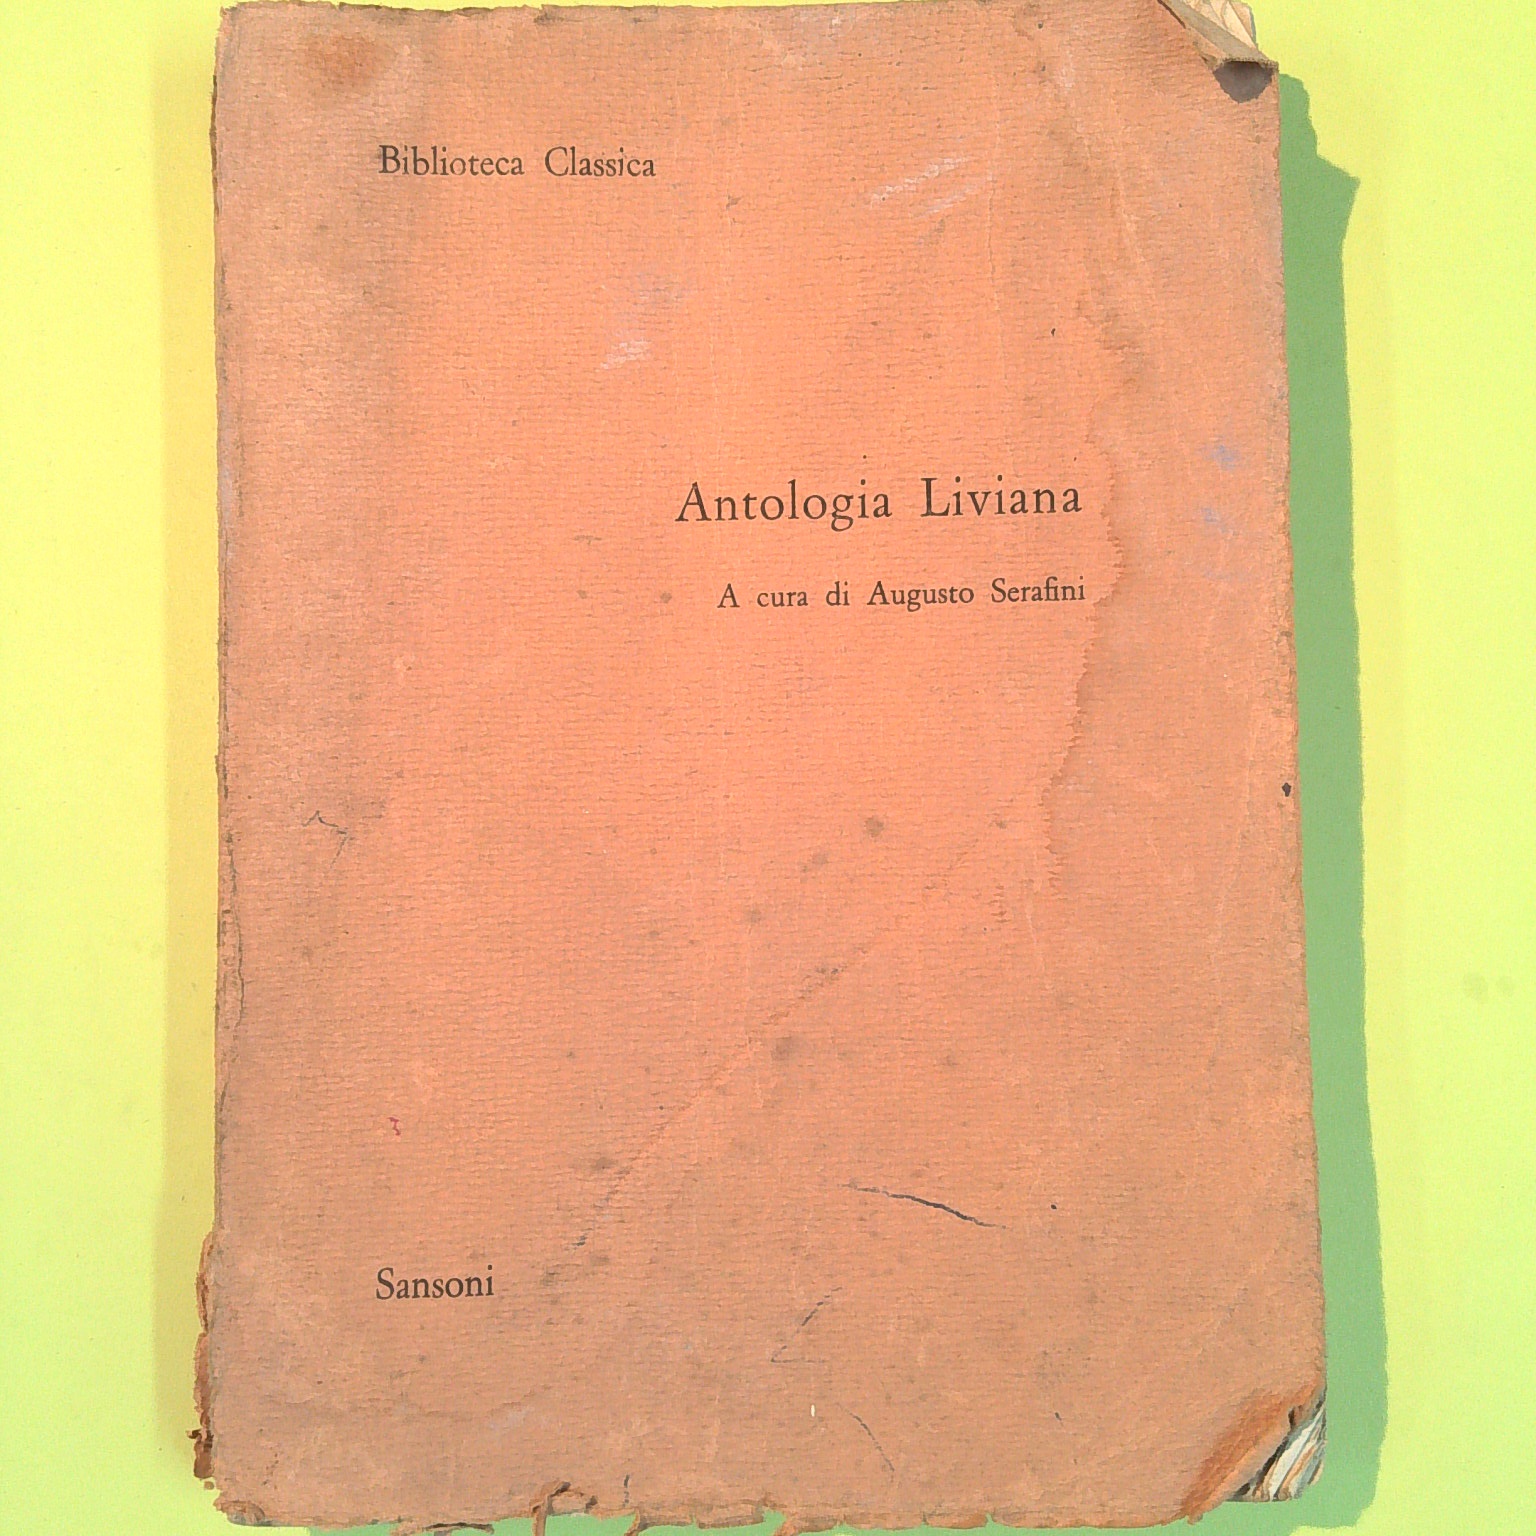 Biblioteca Classica
Antologia Liviana
A cura di Augusto Serafini
Sansoni